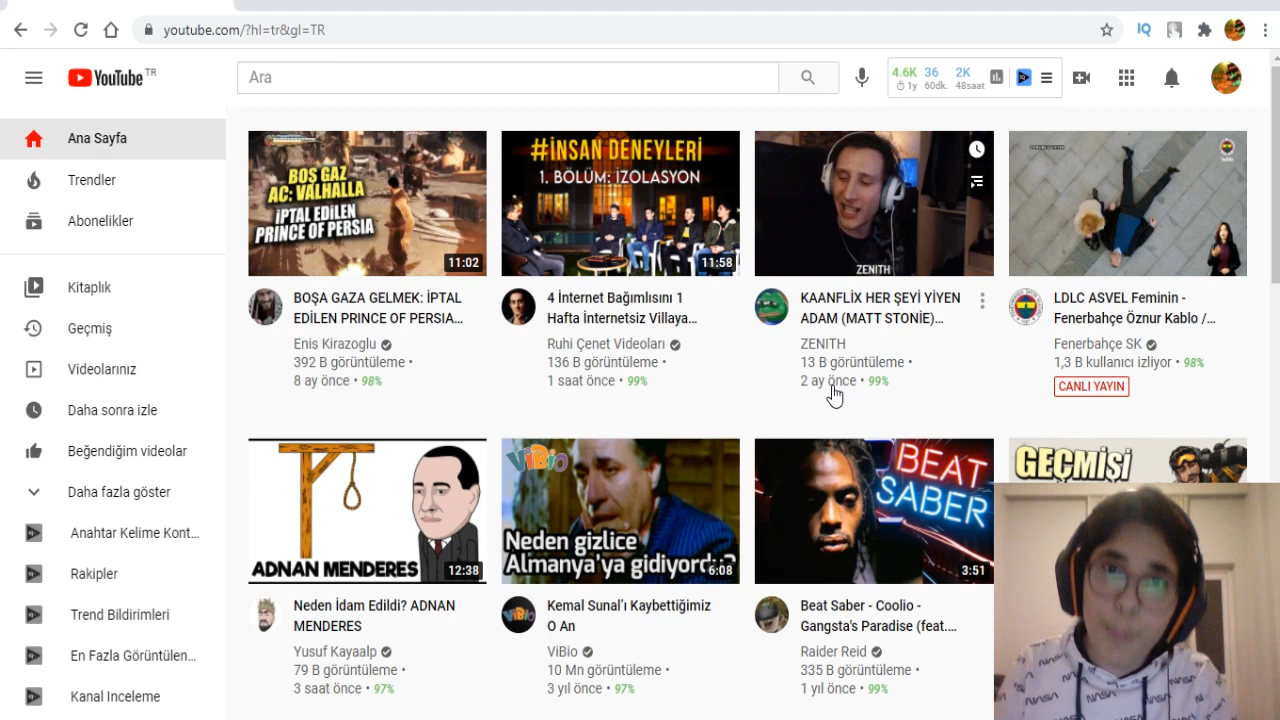 youtube.com/?hl=tr&gl=TR
IQ
YouTube TR
Ara
4.6K 36 2K
1y 60dk. 48saat
Ana Sayfa
Trendler
Abonelikler
Kitaplık
Geçmiş
Videolarınız
Daha sonra izle
Beğendiğim videolar
Daha fazla göster
Anahtar Kelime Kont...
Rakipler
Trend Bildirimleri
En Fazla Görüntülen...
Kanal Inceleme
BOŞ GAZ
AC: VALHALLA
İPTAL EDİLEN
PRINCE OF PERSIA
11:02
BOŞA GAZA GELMEK: İPTAL
EDİLEN PRINCE OF PERSIA...
Enis Kirazoglu
392 B görüntüleme •
8 ay önce • 98%
#İNSAN DENEYLERİ
1. BÖLÜM: İZOLASYON
11:58
4 İnternet Bağımlısını 1
Hafta İnternetsiz Villaya...
Ruhi Çenet Videoları
136 B görüntüleme •
1 saat önce • 99%
ZENITH
KAANFLİX HER ŞEYİ YİYEN
ADAM (MATT STONİE)...
ZENITH
13 B görüntüleme •
2 ay önce • 99%
LDLC ASVEL Feminin -
Fenerbahçe Öznur Kablo /...
Fenerbahçe SK
1,3 B kullanıcı izliyor • 98%
CANLI YAYIN
ADNAN MENDERES
12:38
Neden İdam Edildi? ADNAN
MENDERES
Yusuf Kayaalp
79 B görüntüleme •
3 saat önce • 97%
ViBio
Neden gizlice
Almanya'ya gidiyordu?
6:08
Kemal Sunal'ı Kaybettiğimiz
O An
ViBio
10 Mn görüntüleme •
3 yıl önce • 97%
BEAT
SABER
3:51
Beat Saber - Coolio -
Gangsta's Paradise (feat....
Raider Reid
335 B görüntüleme •
1 yıl önce • 99%
GEÇMİŞİ
NASA